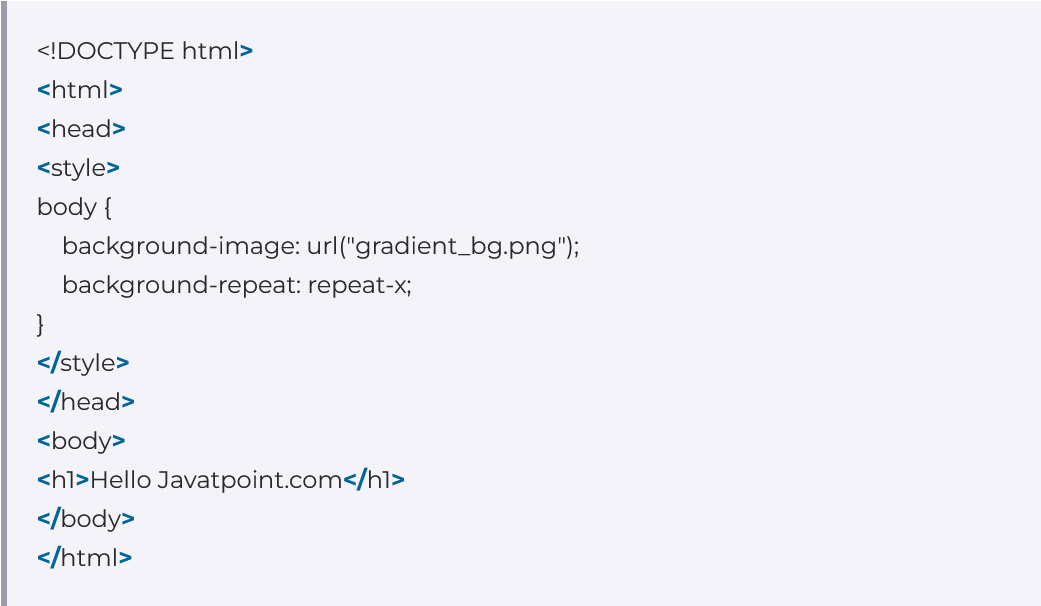 <!DOCTYPE html>
<html>
<head>
<style>
body {
    background-image: url("gradient_bg.png");
    background-repeat: repeat-x;
}
</style>
</head>
<body>
<h1>Hello Javatpoint.com</h1>
</body>
</html>